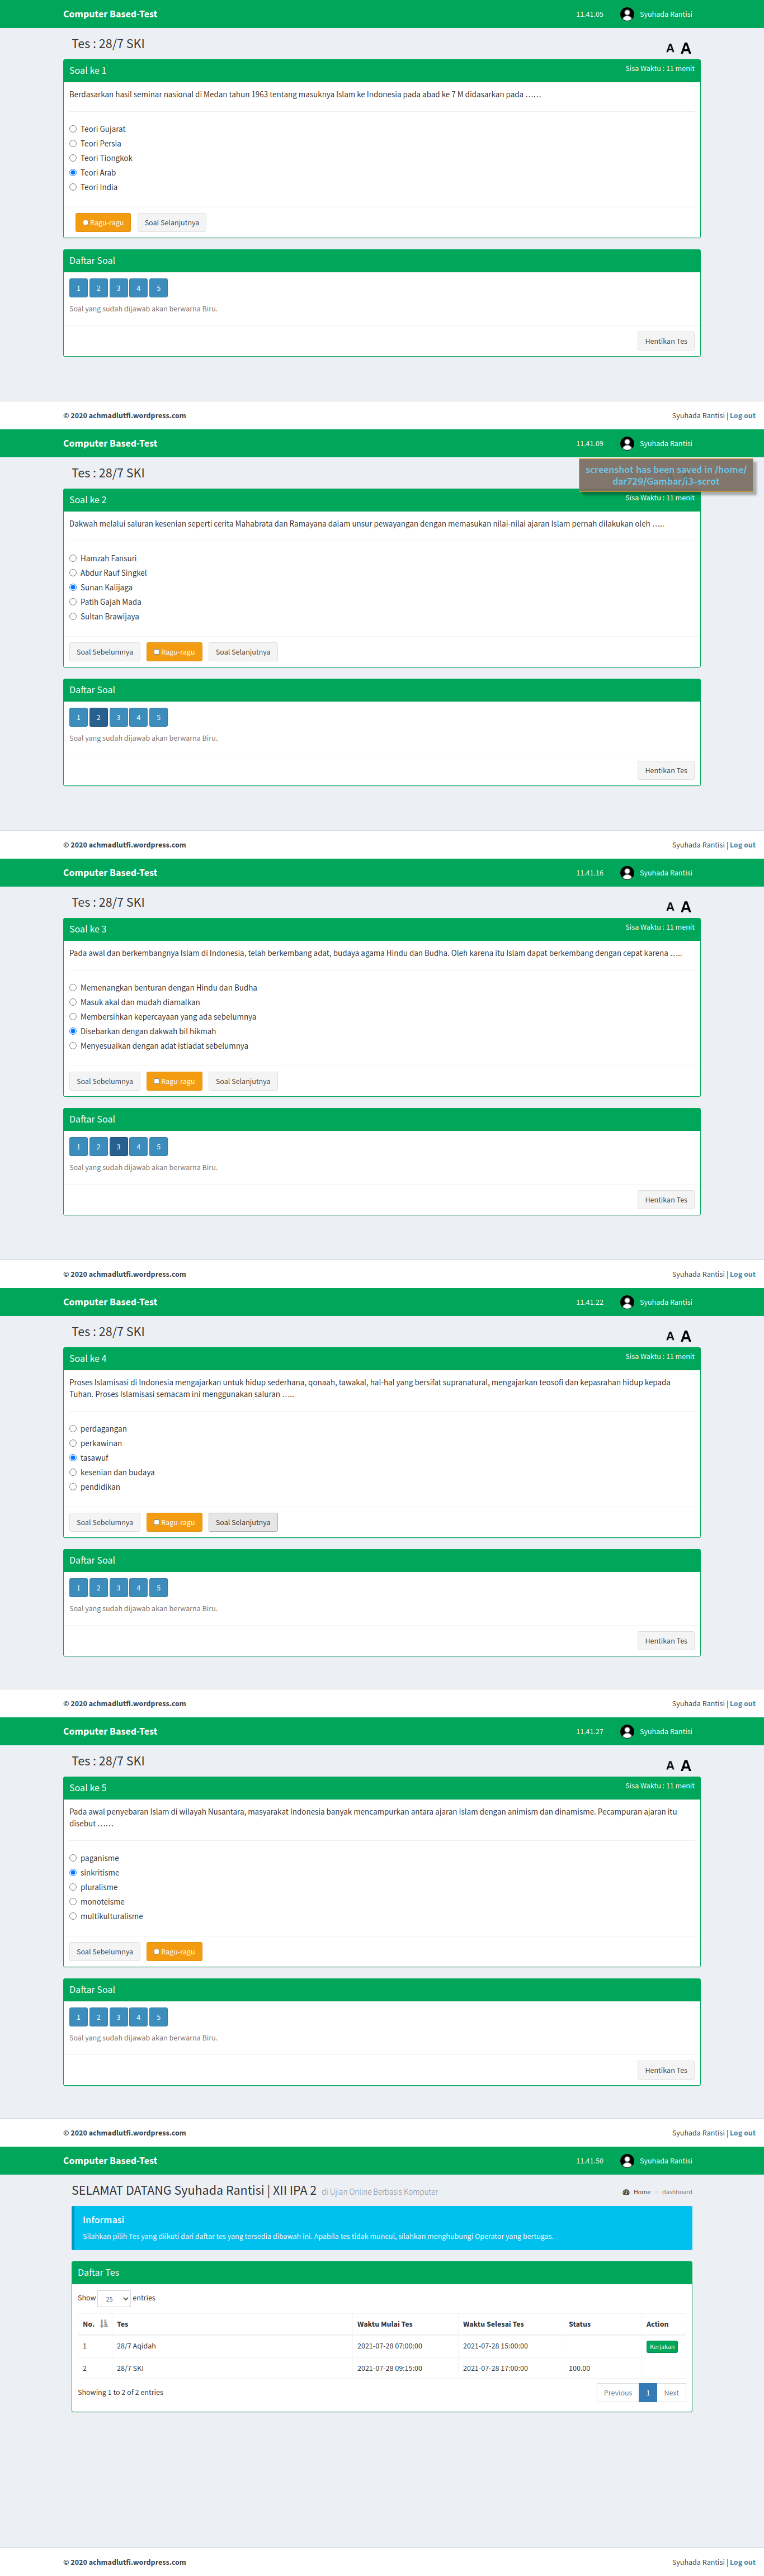 Computer Based-Test 11.41.05 Syuhada Rantisi
Tes : 28/7 SKI A A
Soal ke 1 Sisa Waktu : 11 menit
Berdasarkan hasil seminar nasional di Medan tahun 1963 tentang masuknya Islam ke Indonesia pada abad ke 7 M didasarkan pada ......
Teori Gujarat
Teori Persia
Teori Tiongkok
Teori Arab
Teori India
Ragu-ragu Soal Selanjutnya
Daftar Soal
1 2 3 4 5
Soal yang sudah dijawab akan berwarna Biru.
Hentikan Tes
© 2020 achmadlutfi.wordpress.com Syuhada Rantisi | Log out
Computer Based-Test 11.41.09 Syuhada Rantisi
Tes : 28/7 SKI
screenshot has been saved in /home/
dar729/Gambar/i3-scrot
Soal ke 2 Sisa Waktu : 11 menit
Dakwah melalui saluran kesenian seperti cerita Mahabrata dan Ramayana dalam unsur pewayangan dengan memasukan nilai-nilai ajaran Islam pernah dilakukan oleh .....
Hamzah Fansuri
Abdur Rauf Singkel
Sunan Kalijaga
Patih Gajah Mada
Sultan Brawijaya
Soal Sebelumnya Ragu-ragu Soal Selanjutnya
Daftar Soal
1 2 3 4 5
Soal yang sudah dijawab akan berwarna Biru.
Hentikan Tes
© 2020 achmadlutfi.wordpress.com Syuhada Rantisi | Log out
Computer Based-Test 11.41.16 Syuhada Rantisi
Tes : 28/7 SKI A A
Soal ke 3 Sisa Waktu : 11 menit
Pada awal dan berkembangnya Islam di Indonesia, telah berkembang adat, budaya agama Hindu dan Budha. Oleh karena itu Islam dapat berkembang dengan cepat karena .....
Memenangkan benturan dengan Hindu dan Budha
Masuk akal dan mudah diamalkan
Membersihkan kepercayaan yang ada sebelumnya
Disebarkan dengan dakwah bil hikmah
Menyesuaikan dengan adat istiadat sebelumnya
Soal Sebelumnya Ragu-ragu Soal Selanjutnya
Daftar Soal
1 2 3 4 5
Soal yang sudah dijawab akan berwarna Biru.
Hentikan Tes
© 2020 achmadlutfi.wordpress.com Syuhada Rantisi | Log out
Computer Based-Test 11.41.22 Syuhada Rantisi
Tes : 28/7 SKI A A
Soal ke 4 Sisa Waktu : 11 menit
Proses Islamisasi di Indonesia mengajarkan untuk hidup sederhana, qonaah, tawakal, hal-hal yang bersifat supranatural, mengajarkan teosofi dan kepasrahan hidup kepada
Tuhan. Proses Islamisasi semacam ini menggunakan saluran .....
perdagangan
perkawinan
tasawuf
kesenian dan budaya
pendidikan
Soal Sebelumnya Ragu-ragu Soal Selanjutnya
Daftar Soal
1 2 3 4 5
Soal yang sudah dijawab akan berwarna Biru.
Hentikan Tes
© 2020 achmadlutfi.wordpress.com Syuhada Rantisi | Log out
Computer Based-Test 11.41.27 Syuhada Rantisi
Tes : 28/7 SKI A A
Soal ke 5 Sisa Waktu : 11 menit
Pada awal penyebaran Islam di wilayah Nusantara, masyarakat Indonesia banyak mencampurkan antara ajaran Islam dengan animism dan dinamisme. Pecampuran ajaran itu
disebut ......
paganisme
sinkritisme
pluralisme
monoteisme
multikulturalisme
Soal Sebelumnya Ragu-ragu
Daftar Soal
1 2 3 4 5
Soal yang sudah dijawab akan berwarna Biru.
Hentikan Tes
© 2020 achmadlutfi.wordpress.com Syuhada Rantisi | Log out
Computer Based-Test 11.41.50 Syuhada Rantisi
SELAMAT DATANG Syuhada Rantisi | XII IPA 2 di Ujian Online Berbasis Komputer Home dashboard
Informasi
Silahkan pilih Tes yang diikuti dari daftar tes yang tersedia dibawah ini. Apabila tes tidak muncul, silahkan menghubungi Operator yang bertugas.
Daftar Tes
Show 25 entries
No. Tes Waktu Mulai Tes Waktu Selesai Tes Status Action
1 28/7 Aqidah 2021-07-28 07:00:00 2021-07-28 15:00:00 Kerjakan
2 28/7 SKI 2021-07-28 09:15:00 2021-07-28 17:00:00 100.00
Showing 1 to 2 of 2 entries Previous 1 Next
© 2020 achmadlutfi.wordpress.com Syuhada Rantisi | Log out